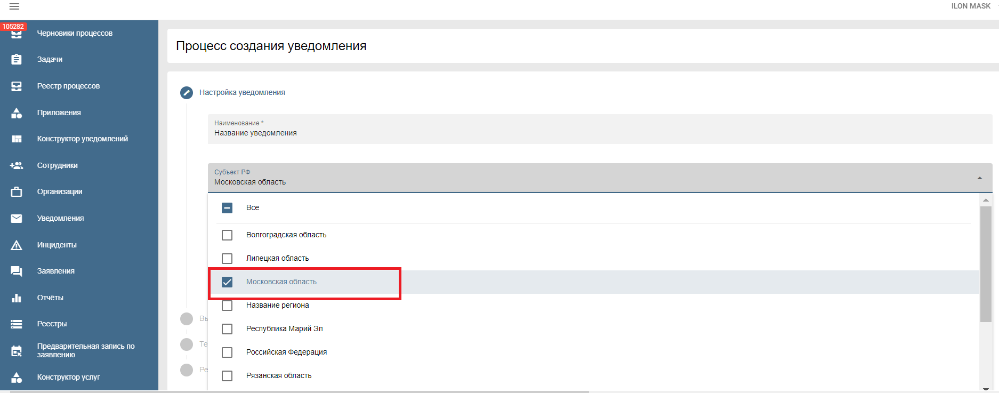 ILON MASK
105282
Черновики процессов
Задачи
Реестр процессов
Приложения
Конструктор уведомлений
Сотрудники
Организации
Уведомления
Инциденты
Заявления
Отчёты
Реестры
Предварительная запись по
заявлению
Конструктор услуг
Процесс создания уведомления
Настройка уведомления
Наименование *
Название уведомления
Субъект РФ
Московская область
Все
Волгоградская область
Липецкая область
Московская область
Название региона
Республика Марий Эл
Российская Федерация
Рязанская область
Вы
Те
Ре